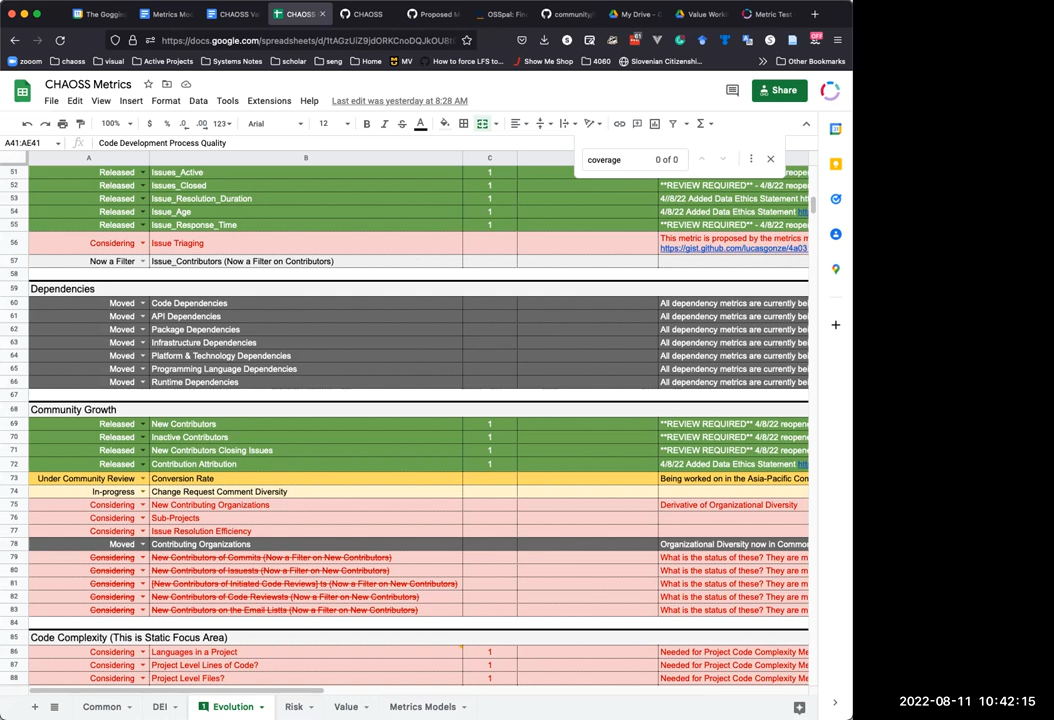 The Goggin
Metrics Mod
CHAOSS Va
CHAOSS
CHAOSS
Proposed M
OSSpal: Om
community/
My Drive - G
Value Works
Metric Test
https://docs.google.com/spreadsheets/d/1tAGzUiZ9jdORKCnoDQJkOU8t
61
OFF
zooom
chaoss
visual
Active Projects
Systems Notes
scholar
seng
Home
MV
How to force LFS to...
Show Me Shop
4060
Slovenian Citizenshi...
Other Bookmarks
CHAOSS Metrics
File Edit View Insert Format Data Tools Extensions Help Last edit was yesterday at 8:28 AM
Share
100% $ % .0 .00 123 Arial 12 B I S A
A41:AE41 fx Code Development Process Quality
coverage 0 of 0
A B C
51 Released Issues_Active 1 **REVIEW REQUIRED** - 4/8/22 reope
52 Released Issues_Closed 1 **REVIEW REQUIRED** - 4/8/22 reope
53 Released Issue_Resolution_Duration 1 4//8/22 Added Data Ethics Statement ht
54 Released Issue_Age 1 4/8/22 Added Data Ethics Statement htt
55 Released Issue_Response_Time 1 **REVIEW REQUIRED** - 4/8/22 reope
56 Considering Issue Triaging This metric is proposed by the metrics m
https://gist.github.com/lucasgonze/4a03
57 Now a Filter Issue_Contributors (Now a Filter on Contributors)
58
59 Dependencies
60 Moved Code Dependencies All dependency metrics are currently bei
61 Moved API Dependencies All dependency metrics are currently bei
62 Moved Package Dependencies All dependency metrics are currently bei
63 Moved Infrastructure Dependencies All dependency metrics are currently bei
64 Moved Platform & Technology Dependencies All dependency metrics are currently bei
65 Moved Programming Language Dependencies All dependency metrics are currently bei
66 Moved Runtime Dependencies All dependency metrics are currently bei
67
68 Community Growth
69 Released New Contributors 1 **REVIEW REQUIRED** 4/8/22 reopene
70 Released Inactive Contributors 1 **REVIEW REQUIRED** 4/8/22 reopene
71 Released New Contributors Closing Issues 1 **REVIEW REQUIRED** 4/8/22 reopene
72 Released Contribution Attribution 1 4/8/22 Added Data Ethics Statement htt
73 Under Community Review Conversion Rate Being worked on in the Asia-Pacific Con
74 In-progress Change Request Comment Diversity
75 Considering New Contributing Organizations Derivative of Organizational Diversity
76 Considering Sub-Projects
77 Considering Issue Resolution Efficiency
78 Moved Contributing Organizations Organizational Diversity now in Common
79 Considering New Contributors of Commits (Now a Filter on New Contributors) What is the status of these? They are m
80 Considering New Contributors of Issuests (Now a Filter on New Contributors) What is the status of these? They are m
81 Considering [New Contributors of Initiated Code Reviews] ts (Now a Filter on New Contributors) What is the status of these? They are m
82 Considering New Contributors of Code Reviewsts (Now a Filter on New Contributors) What is the status of these? They are m
83 Considering New Contributors on the Email Listts (Now a Filter on New Contributors) What is the status of these? They are m
84
85 Code Complexity (This is Static Focus Area)
86 Considering Languages in a Project 1 Needed for Project Code Complexity Me
87 Considering Project Level Lines of Code? 1 Needed for Project Code Complexity Me
88 Considering Project Level Files? 1 Needed for Project Code Complexity Me
Common DEI 1 Evolution Risk Value Metrics Models
2022-08-11 10:42:15